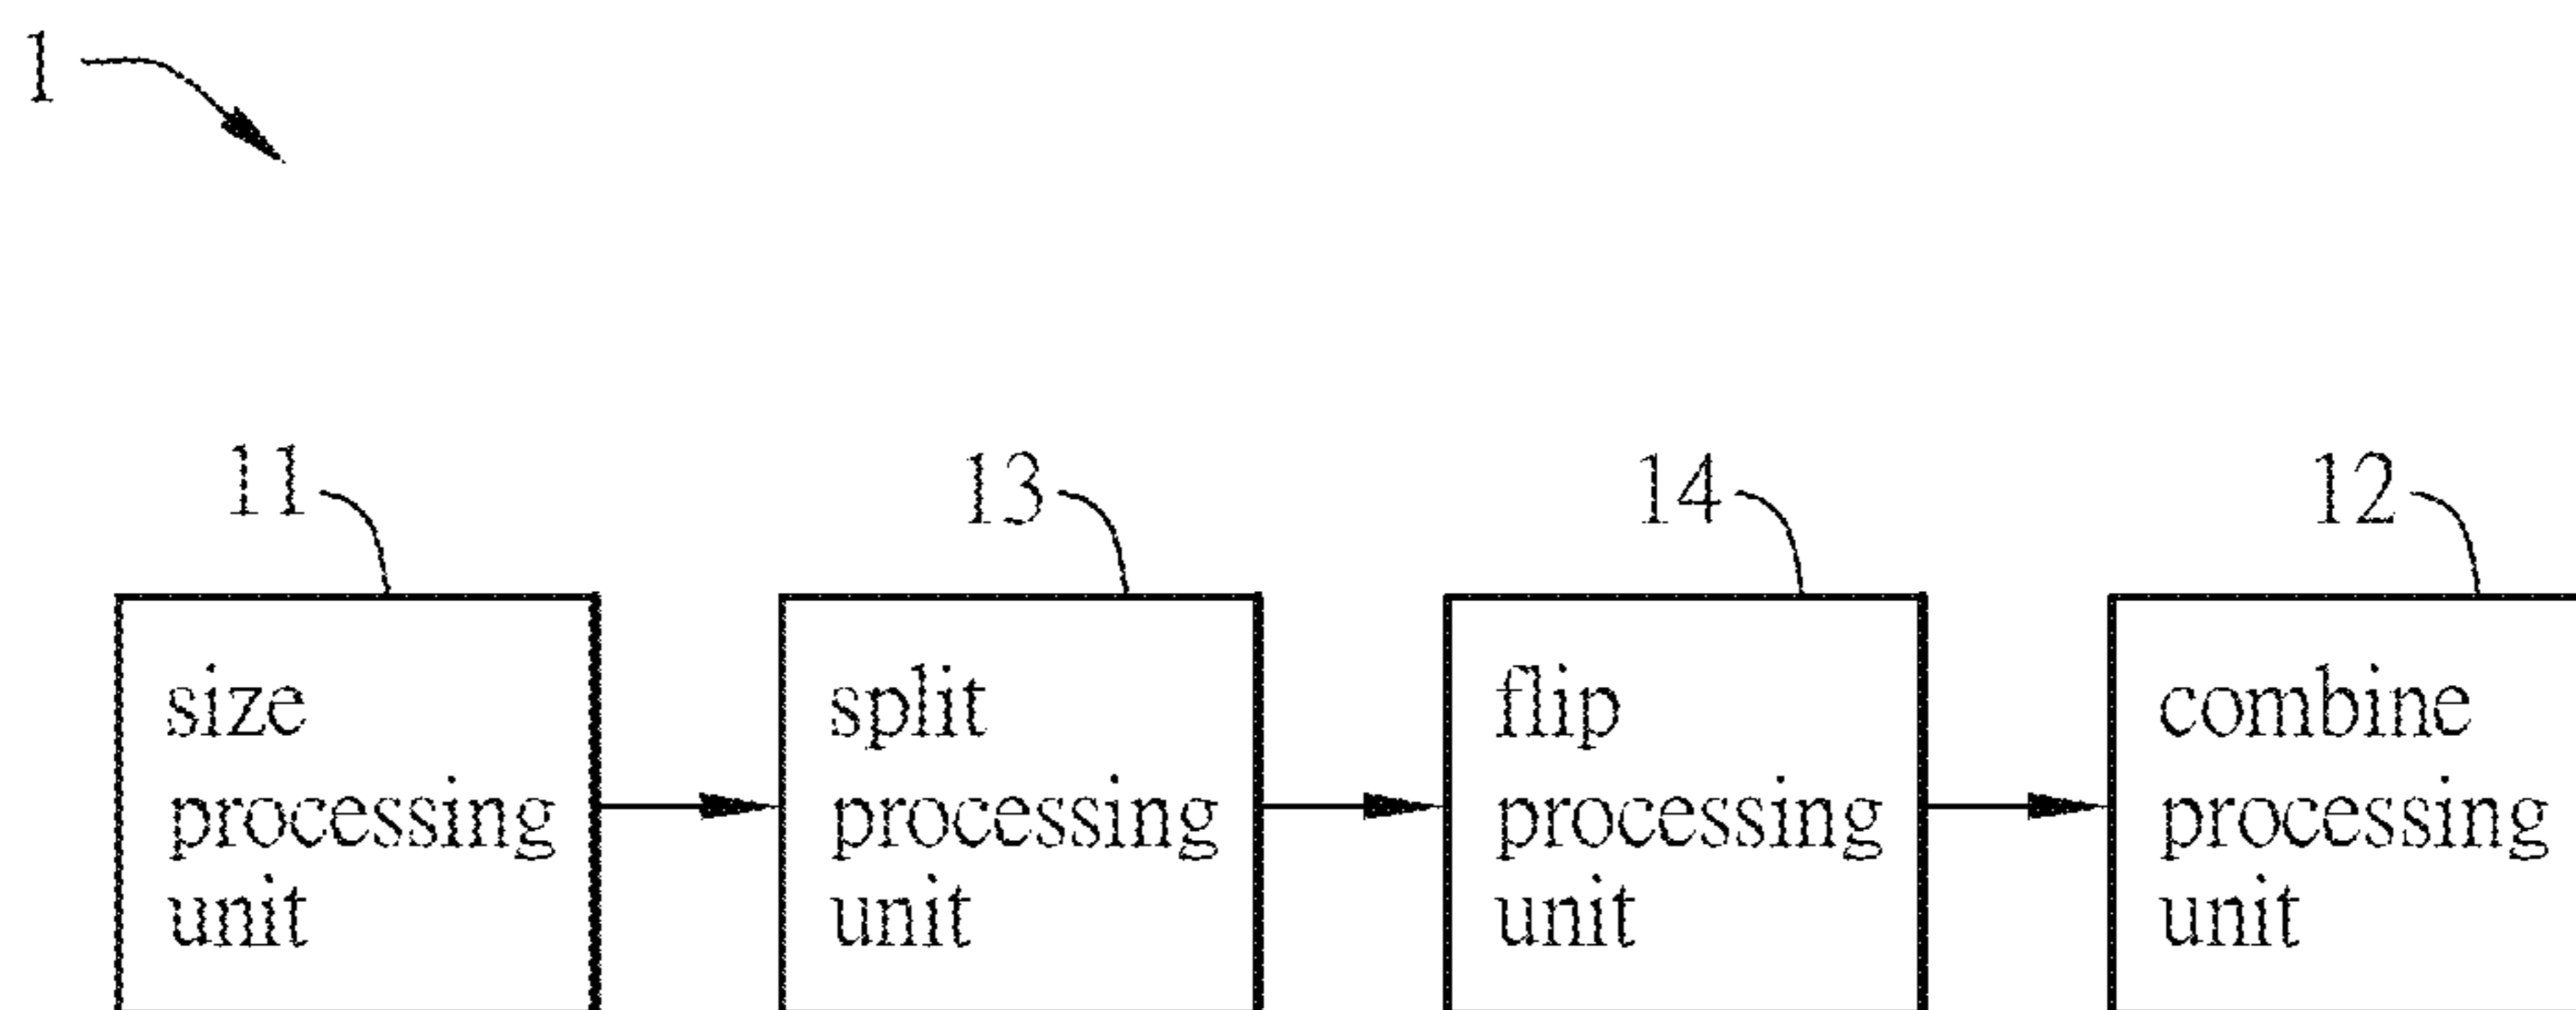 1
11
13
14
12
size
processing
unit
split
processing
unit
flip
processing
unit
combine
processing
unit